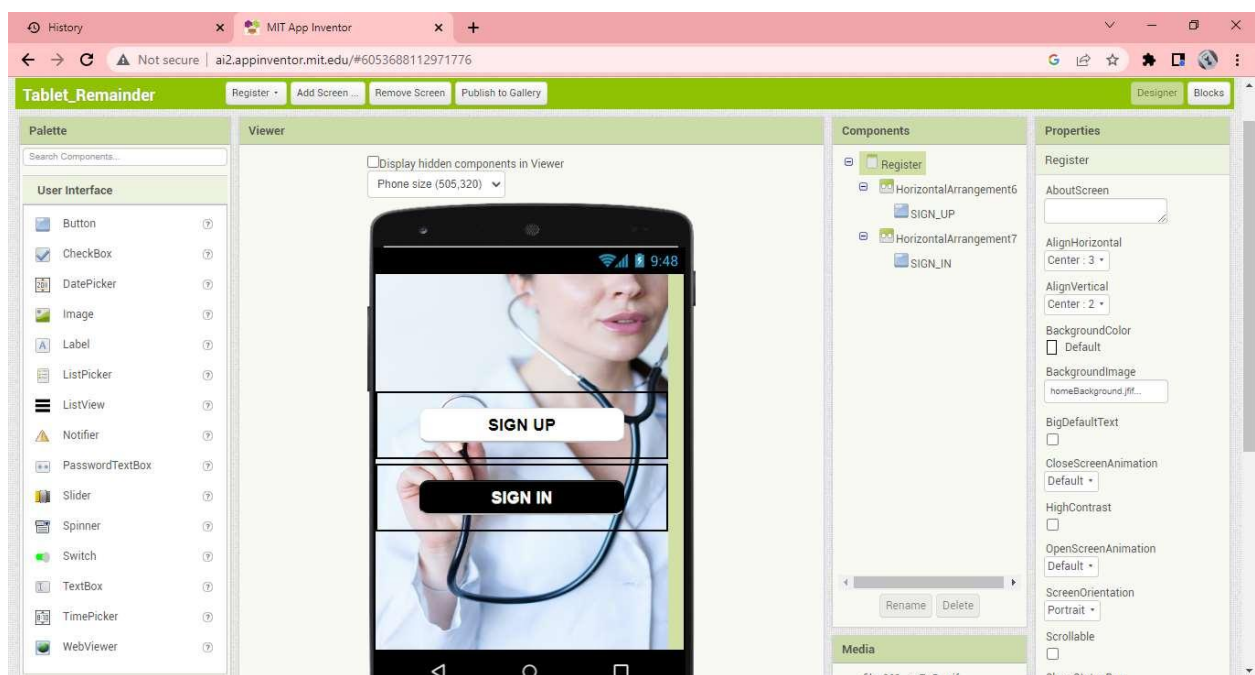 History
MIT App Inventor
Not secure
ai2.appinventor.mit.edu/#6053688112971776
Tablet_Remainder
Register
Add Screen ...
Remove Screen
Publish to Gallery
Designer
Blocks
Palette
Search Components...
User Interface
Button
CheckBox
DatePicker
Image
Label
ListPicker
ListView
Notifier
PasswordTextBox
Slider
Spinner
Switch
TextBox
TimePicker
WebViewer
Viewer
Display hidden components in Viewer
Phone size (505,320)
9:48
SIGN UP
SIGN IN
Components
Register
HorizontalArrangement6
SIGN_UP
HorizontalArrangement7
SIGN_IN
Rename
Delete
Media
Properties
Register
AboutScreen
AlignHorizontal
Center : 3
AlignVertical
Center : 2
BackgroundColor
Default
BackgroundImage
homeBackground.jfif...
BigDefaultText
CloseScreenAnimation
Default
HighContrast
OpenScreenAnimation
Default
ScreenOrientation
Portrait
Scrollable